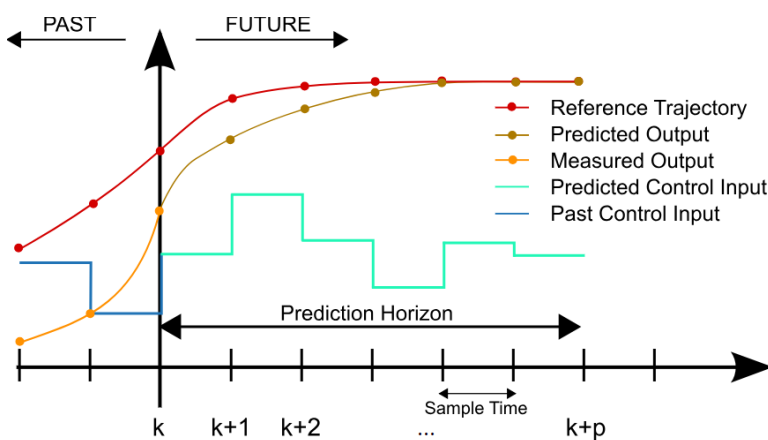 PAST
FUTURE
Reference Trajectory
Predicted Output
Measured Output
Predicted Control Input
Past Control Input
Prediction Horizon
Sample Time
k
k+1
k+2
...
k+p